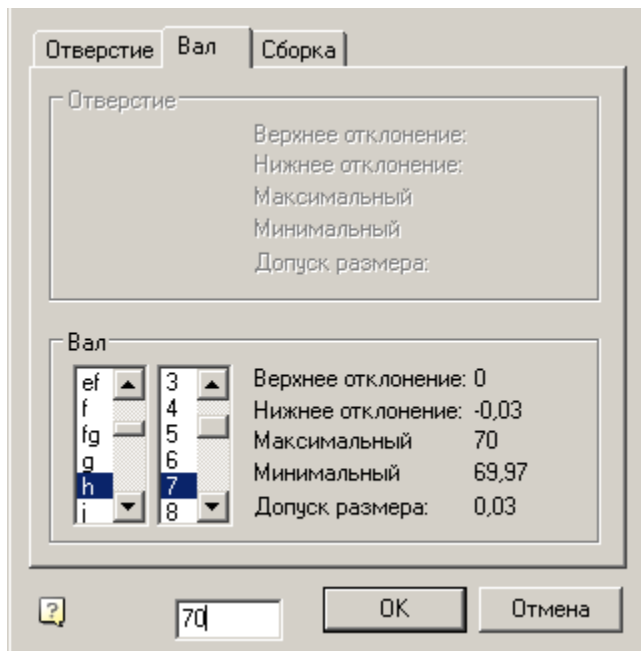 Отверстие Вал Сборка
Отверстие
Верхнее отклонение:
Нижнее отклонение:
Максимальный
Минимальный
Допуск размера:
Вал
ef 3 Верхнее отклонение: 0
f 4 Нижнее отклонение: -0,03
fg 5 Максимальный 70
g 6 Минимальный 69,97
h 7 Допуск размера: 0,03
j 8
? 70 OK Отмена